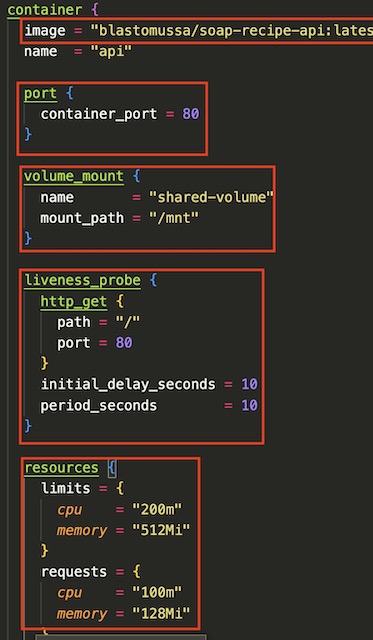 container {
image = "blastomussa/soap-recipe-api:lates
name = "api"
port {
container_port = 80
}
volume_mount {
name = "shared-volume"
mount_path = "/mnt"
}
liveness_probe {
http_get {
path = "/"
port = 80
}
initial_delay_seconds = 10
period_seconds = 10
}
resources {
limits = {
cpu = "200m"
memory = "512Mi"
}
requests = {
cpu = "100m"
memory = "128Mi"